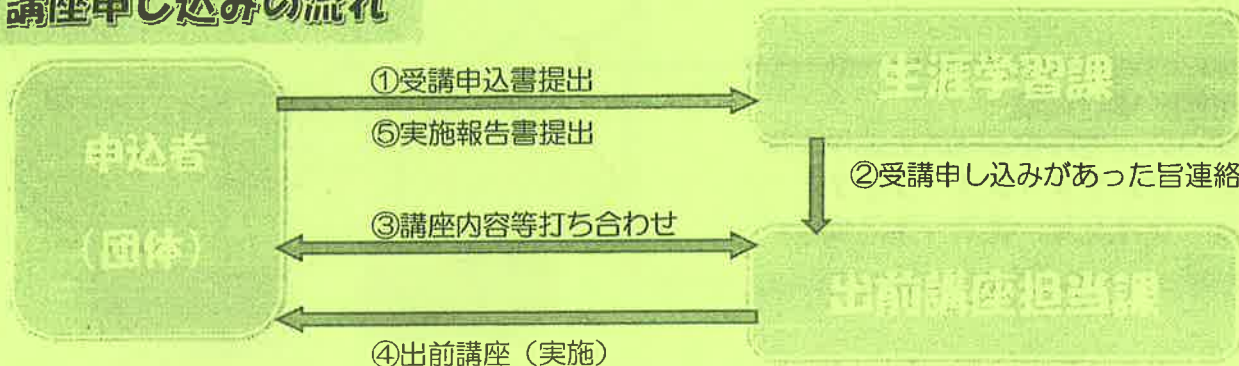 講座申し込みの流れ
申込者
(団体)
①受講申込書提出
⑤実施報告書提出
生涯学習課
②受講申し込みがあった旨連絡
③講座内容等打ち合わせ
出前講座担当課
④出前講座（実施）